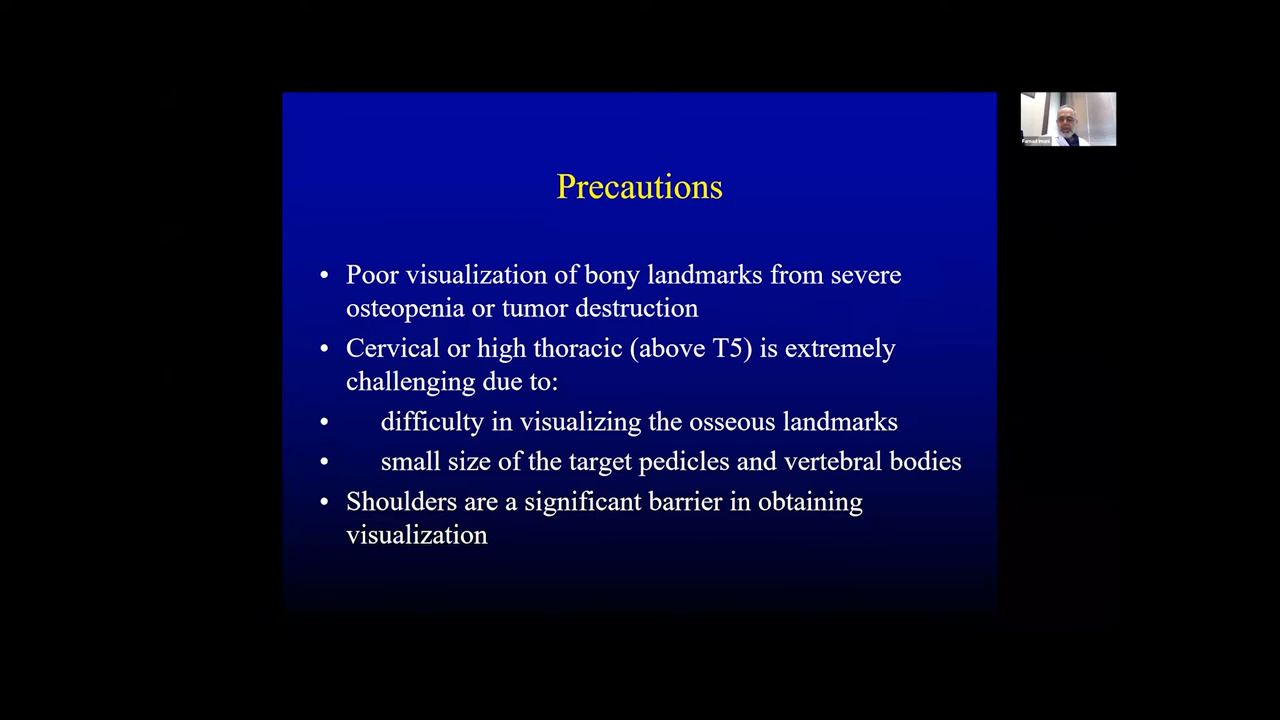 Precautions
Farnad Imani
• Poor visualization of bony landmarks from severe
osteopenia or tumor destruction
• Cervical or high thoracic (above T5) is extremely
challenging due to:
• difficulty in visualizing the osseous landmarks
• small size of the target pedicles and vertebral bodies
• Shoulders are a significant barrier in obtaining
visualization